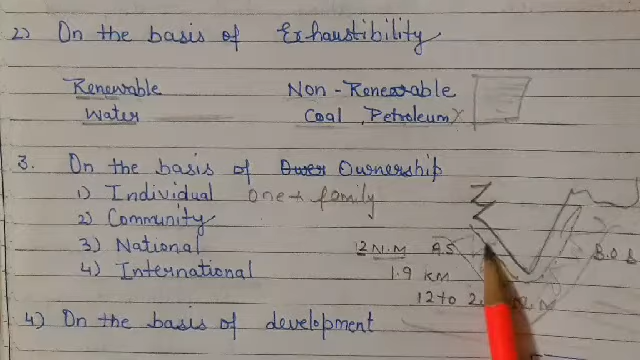 2) On the basis of Exhaustibility
Renewable Non-Renewable
Water Coal, Petroleum
3. On the basis of Ownership
1) Individual one + family
2) Community
3) National 12 N.M A.S B.O B
4) International 1.9 KM
12 to
4) On the basis of development